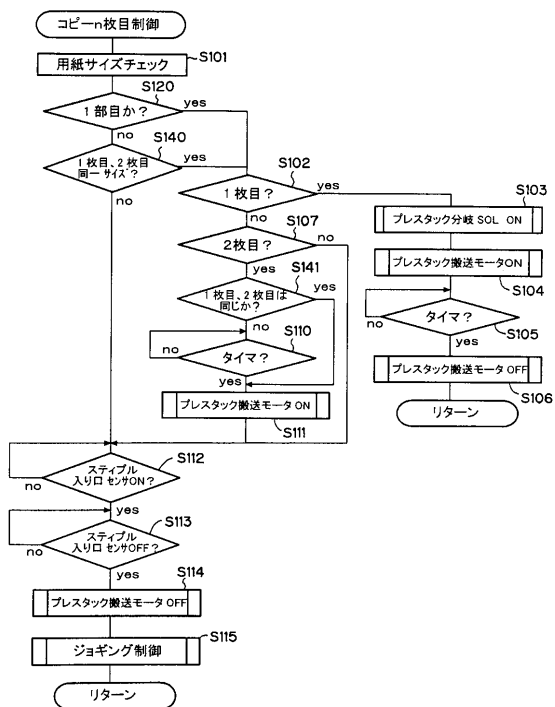 コピーn枚目制御
用紙サイズチェック
S101
1部目か?
S120
yes
no
1枚目、2枚目
同一サイズ?
S140
yes
no
1枚目?
S102
yes
no
プレスタック分岐 SOL ON
S103
プレスタック搬送モータON
S104
タイマ?
S105
no
yes
プレスタック搬送モータ OFF
S106
リターン
2枚目?
S107
no
yes
1枚目、2枚目は
同じか?
S141
yes
no
タイマ?
S110
no
yes
プレスタック搬送モータ ON
S111
スティプル
入り口 センサON?
S112
no
yes
スティプル
入り口 センサOFF?
S113
no
yes
プレスタック搬送モータ OFF
S114
ジョギング制御
S115
リターン